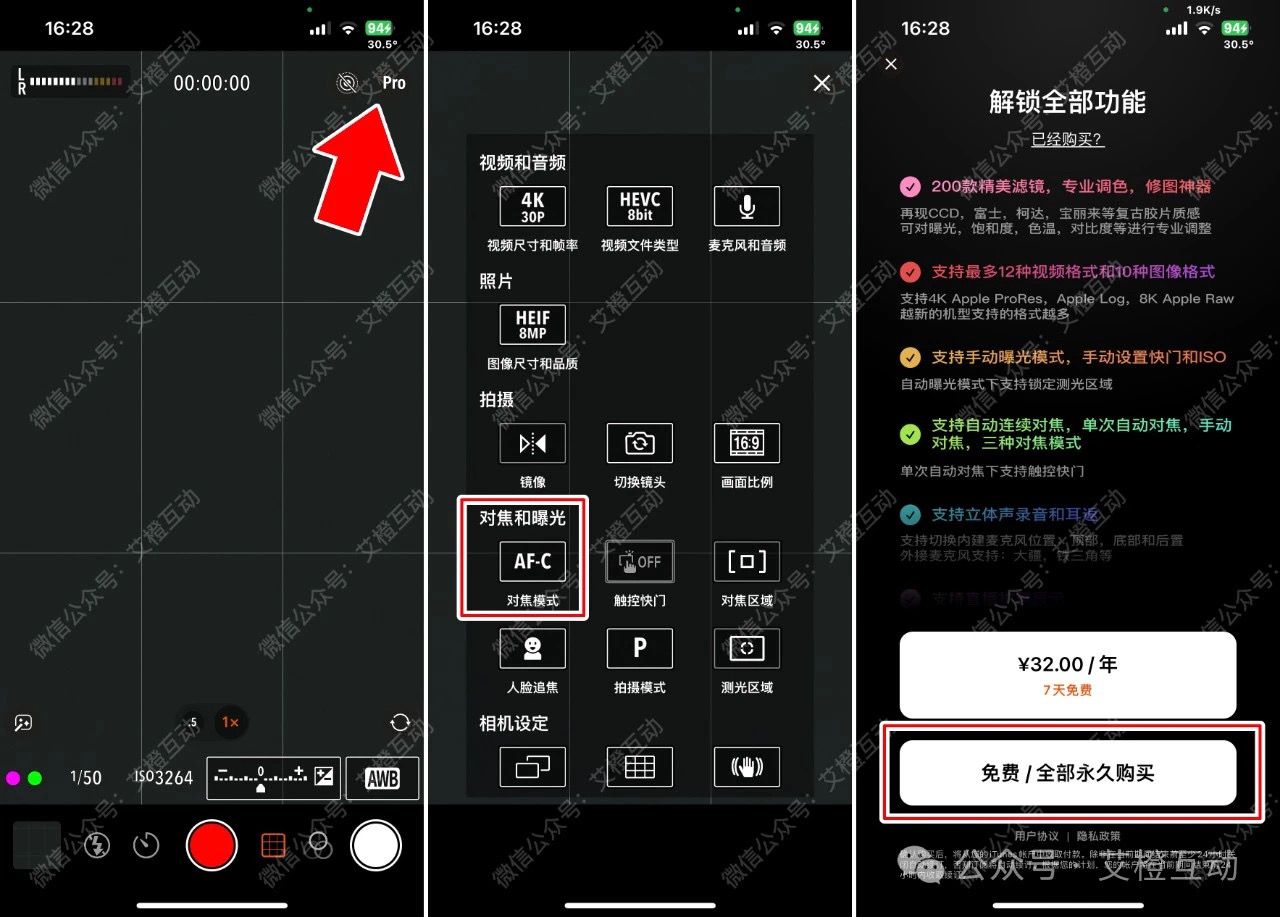 16:28
94
30.5°
L
R
00:00:00
Pro
.5
1×
1/50
ISO3264
− 0 +
AWB
16:28
94
30.5°
视频和音频
4K
30P
HEVC
8bit
视频尺寸和帧率
视频文件类型
麦克风和音频
照片
HEIF
8MP
图像尺寸和品质
拍摄
16:9
镜像
切换镜头
画面比例
对焦和曝光
AF-C
OFF
对焦模式
触控快门
对焦区域
P
人脸追焦
拍摄模式
测光区域
相机设定
1.9K/s
16:28
94
30.5°
解锁全部功能
已经购买?
200款精美滤镜，专业调色，修图神器
再现CCD，富士，柯达，宝丽来等复古胶片质感
可对曝光，饱和度，色温，对比度等进行专业调整
支持最多12种视频格式和10种图像格式
支持4K Apple ProRes，Apple Log，8K Apple Raw
越新的机型支持的格式越多
支持手动曝光模式，手动设置快门和ISO
自动曝光模式下支持锁定测光区域
支持自动连续对焦，单次自动对焦，手动
对焦，三种对焦模式
单次自动对焦下支持触控快门
支持立体声录音和耳返
支持切换内建麦克风位置，顶部，底部和后置
外接麦克风支持：大疆，铁三角等
¥32.00 / 年
7天免费
免费 / 全部永久购买
用户协议 | 隐私政策
公众号 · 艾橙互动
微信公众号：艾橙互动